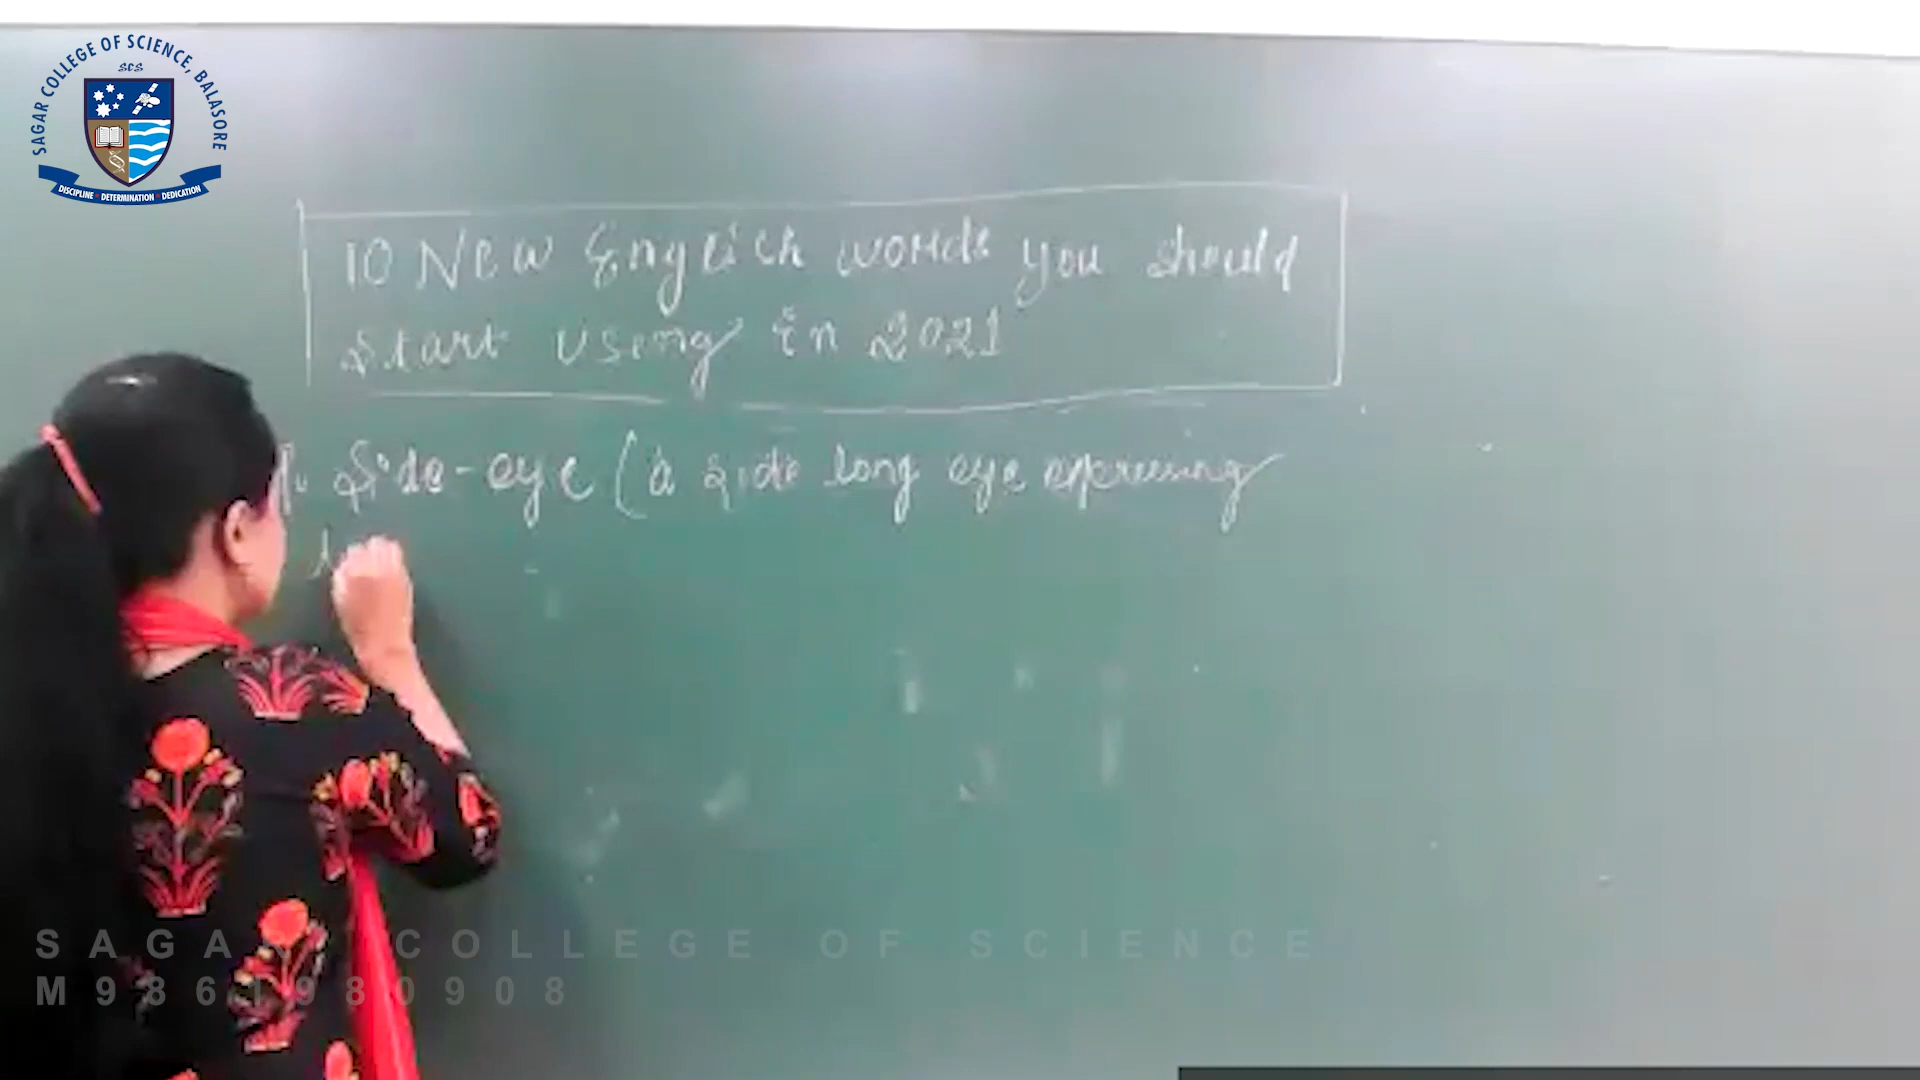 SAGAR COLLEGE OF SCIENCE, BALASORE
SCS
DISCIPLINE DETERMINATION DEDICATION
10 New English words you should
start using in 2021
1. Side-eye (a side long eye expressing
SAGAR COLLEGE OF SCIENCE
M9861980908